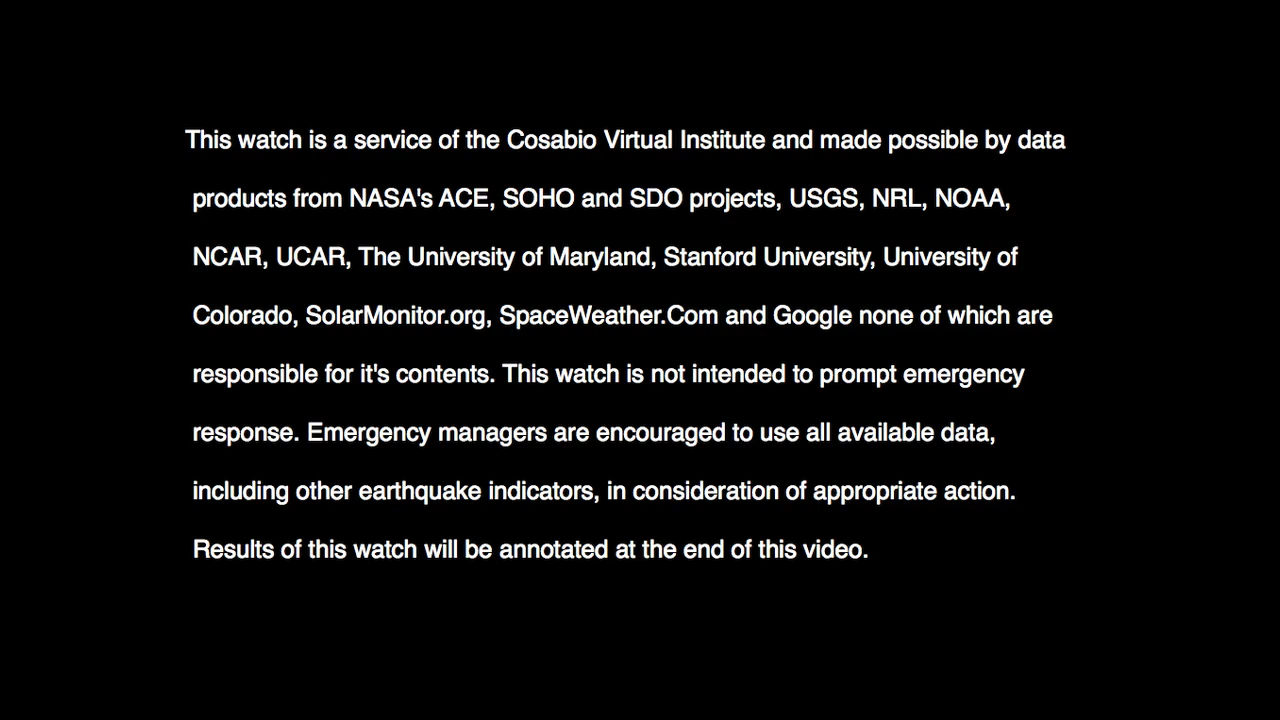 This watch is a service of the Cosabio Virtual Institute and made possible by data
products from NASA's ACE, SOHO and SDO projects, USGS, NRL, NOAA,
NCAR, UCAR, The University of Maryland, Stanford University, University of
Colorado, SolarMonitor.org, SpaceWeather.Com and Google none of which are
responsible for it's contents. This watch is not intended to prompt emergency
response. Emergency managers are encouraged to use all available data,
including other earthquake indicators, in consideration of appropriate action.
Results of this watch will be annotated at the end of this video.